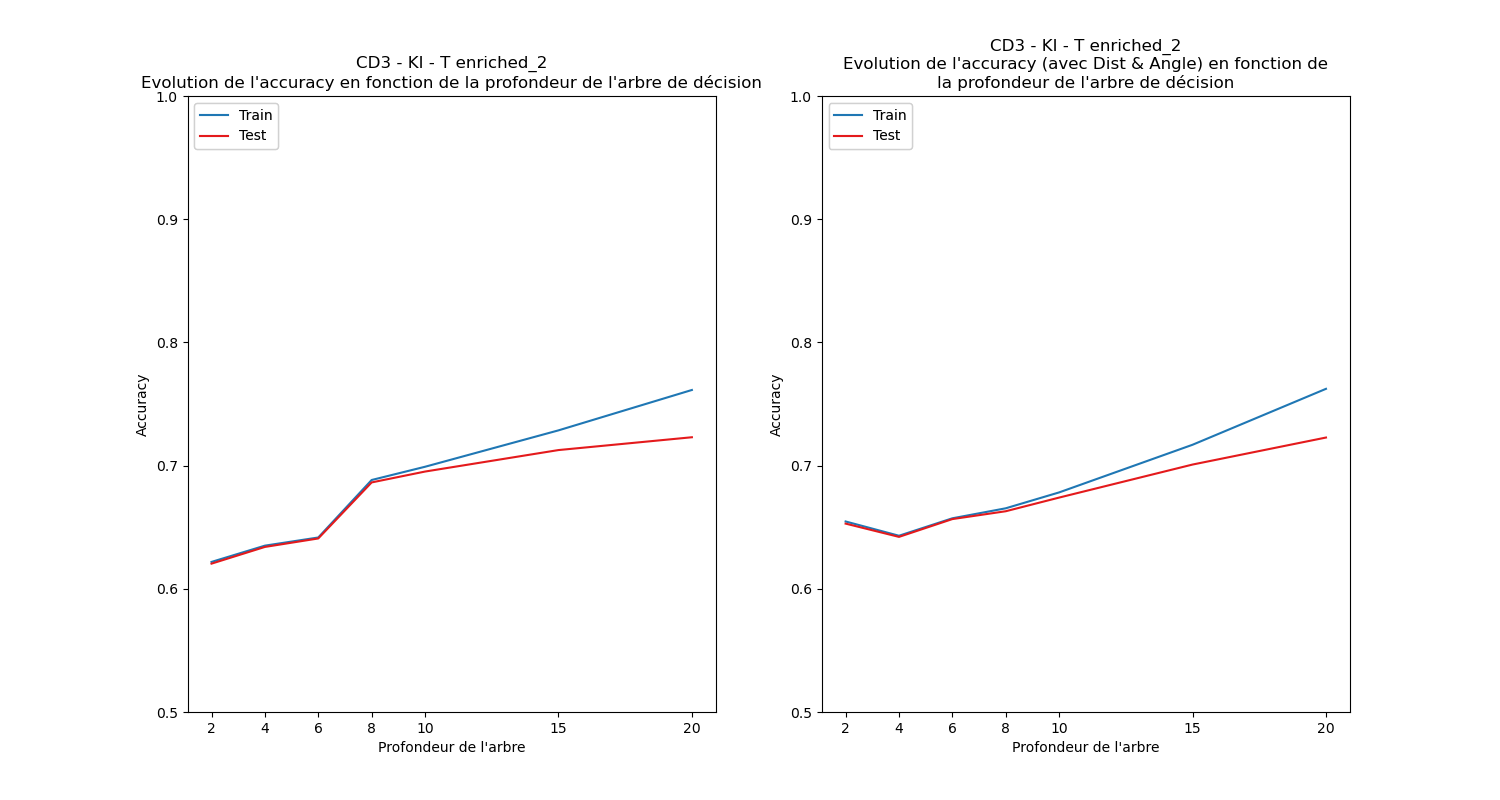 CD3 - KI - T enriched_2
Evolution de l'accuracy en fonction de la profondeur de l'arbre de décision
Train
Test
1.0
0.9
0.8
0.7
0.6
0.5
Accuracy
2 4 6 8 10 15 20
Profondeur de l'arbre
CD3 - KI - T enriched_2
Evolution de l'accuracy (avec Dist & Angle) en fonction de
la profondeur de l'arbre de décision
Train
Test
1.0
0.9
0.8
0.7
0.6
0.5
Accuracy
2 4 6 8 10 15 20
Profondeur de l'arbre